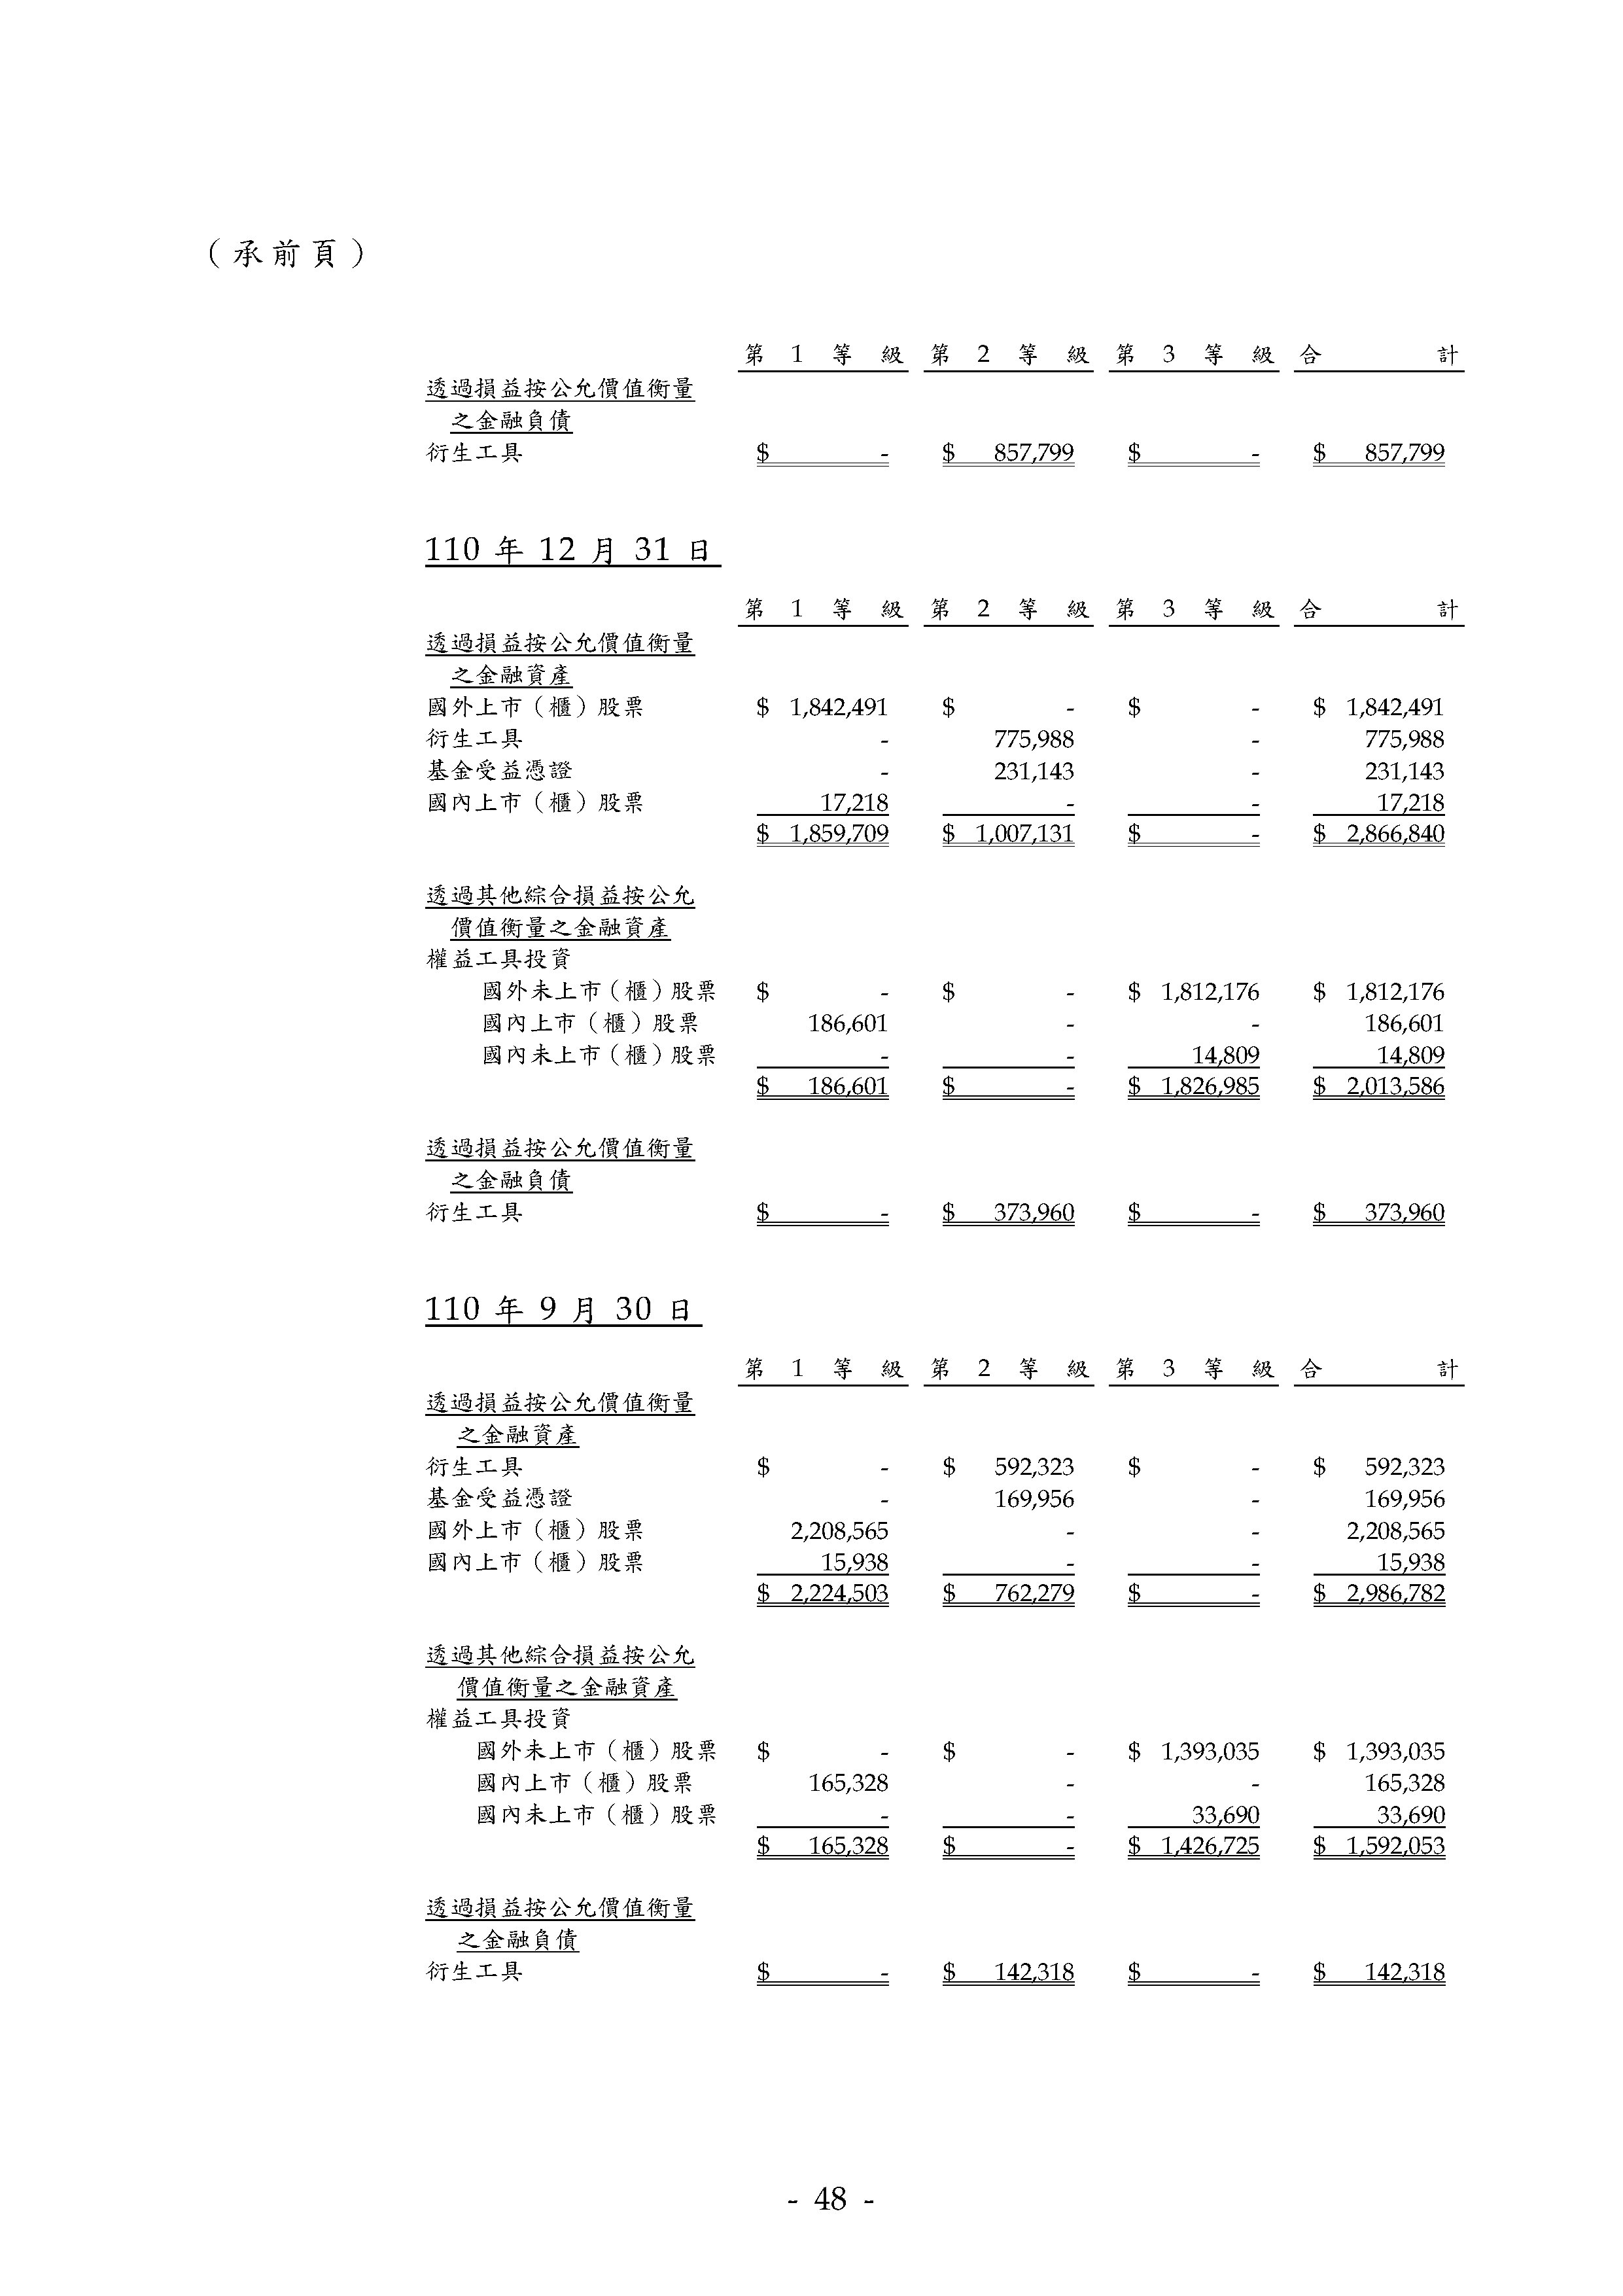 （承前頁）
第 1 等 級 第 2 等 級 第 3 等 級 合 計
透過損益按公允價值衡量
之金融負債
衍生工具 $ - $ 857,799 $ - $ 857,799
110 年 12 月 31 日
第 1 等 級 第 2 等 級 第 3 等 級 合 計
透過損益按公允價值衡量
之金融資產
國外上市（櫃）股票 $ 1,842,491 $ - $ - $ 1,842,491
衍生工具 - 775,988 - 775,988
基金受益憑證 - 231,143 - 231,143
國內上市（櫃）股票 17,218 - - 17,218
$ 1,859,709 $ 1,007,131 $ - $ 2,866,840
透過其他綜合損益按公允
價值衡量之金融資產
權益工具投資
國外未上市（櫃）股票 $ - $ - $ 1,812,176 $ 1,812,176
國內上市（櫃）股票 186,601 - - 186,601
國內未上市（櫃）股票 - - 14,809 14,809
$ 186,601 $ - $ 1,826,985 $ 2,013,586
透過損益按公允價值衡量
之金融負債
衍生工具 $ - $ 373,960 $ - $ 373,960
110 年 9 月 30 日
第 1 等 級 第 2 等 級 第 3 等 級 合 計
透過損益按公允價值衡量
之金融資產
衍生工具 $ - $ 592,323 $ - $ 592,323
基金受益憑證 - 169,956 - 169,956
國外上市（櫃）股票 2,208,565 - - 2,208,565
國內上市（櫃）股票 15,938 - - 15,938
$ 2,224,503 $ 762,279 $ - $ 2,986,782
透過其他綜合損益按公允
價值衡量之金融資產
權益工具投資
國外未上市（櫃）股票 $ - $ - $ 1,393,035 $ 1,393,035
國內上市（櫃）股票 165,328 - - 165,328
國內未上市（櫃）股票 - - 33,690 33,690
$ 165,328 $ - $ 1,426,725 $ 1,592,053
透過損益按公允價值衡量
之金融負債
衍生工具 $ - $ 142,318 $ - $ 142,318
- 48 -